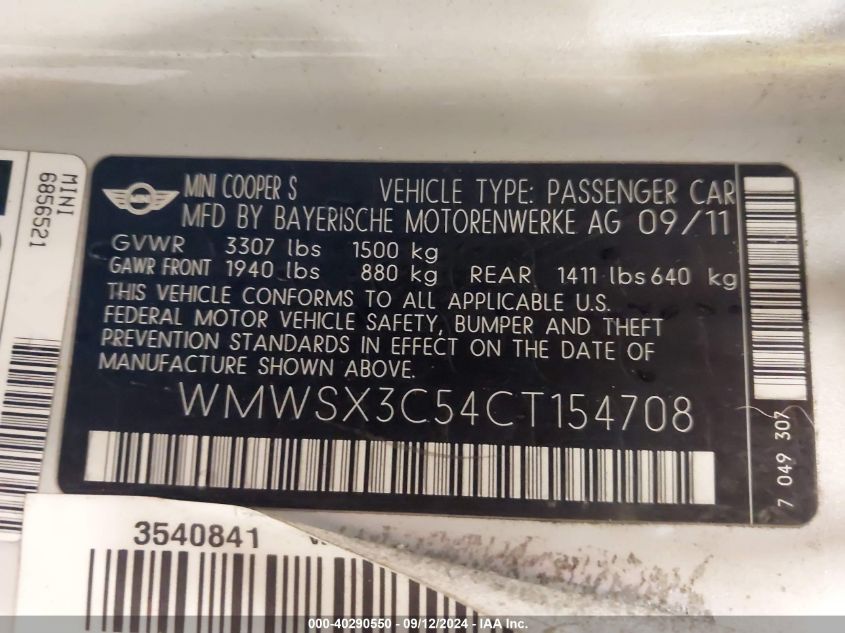 MINI COOPER S VEHICLE TYPE: PASSENGER CAR
MFD BY BAYERISCHE MOTORENWERKE AG 09/11
GVWR 3307 lbs 1500 kg
GAWR FRONT 1940 lbs 880 kg REAR 1411 lbs 640 kg
THIS VEHICLE CONFORMS TO ALL APPLICABLE U.S.
FEDERAL MOTOR VEHICLE SAFETY, BUMPER AND THEFT
PREVENTION STANDARDS IN EFFECT ON THE DATE OF
MANUFACTURE SHOWN ABOVE.
WMWSX3C54CT154708
7 049 307
MINI
6856521
3540841
000-40290550 - 09/12/2024 - IAA Inc.